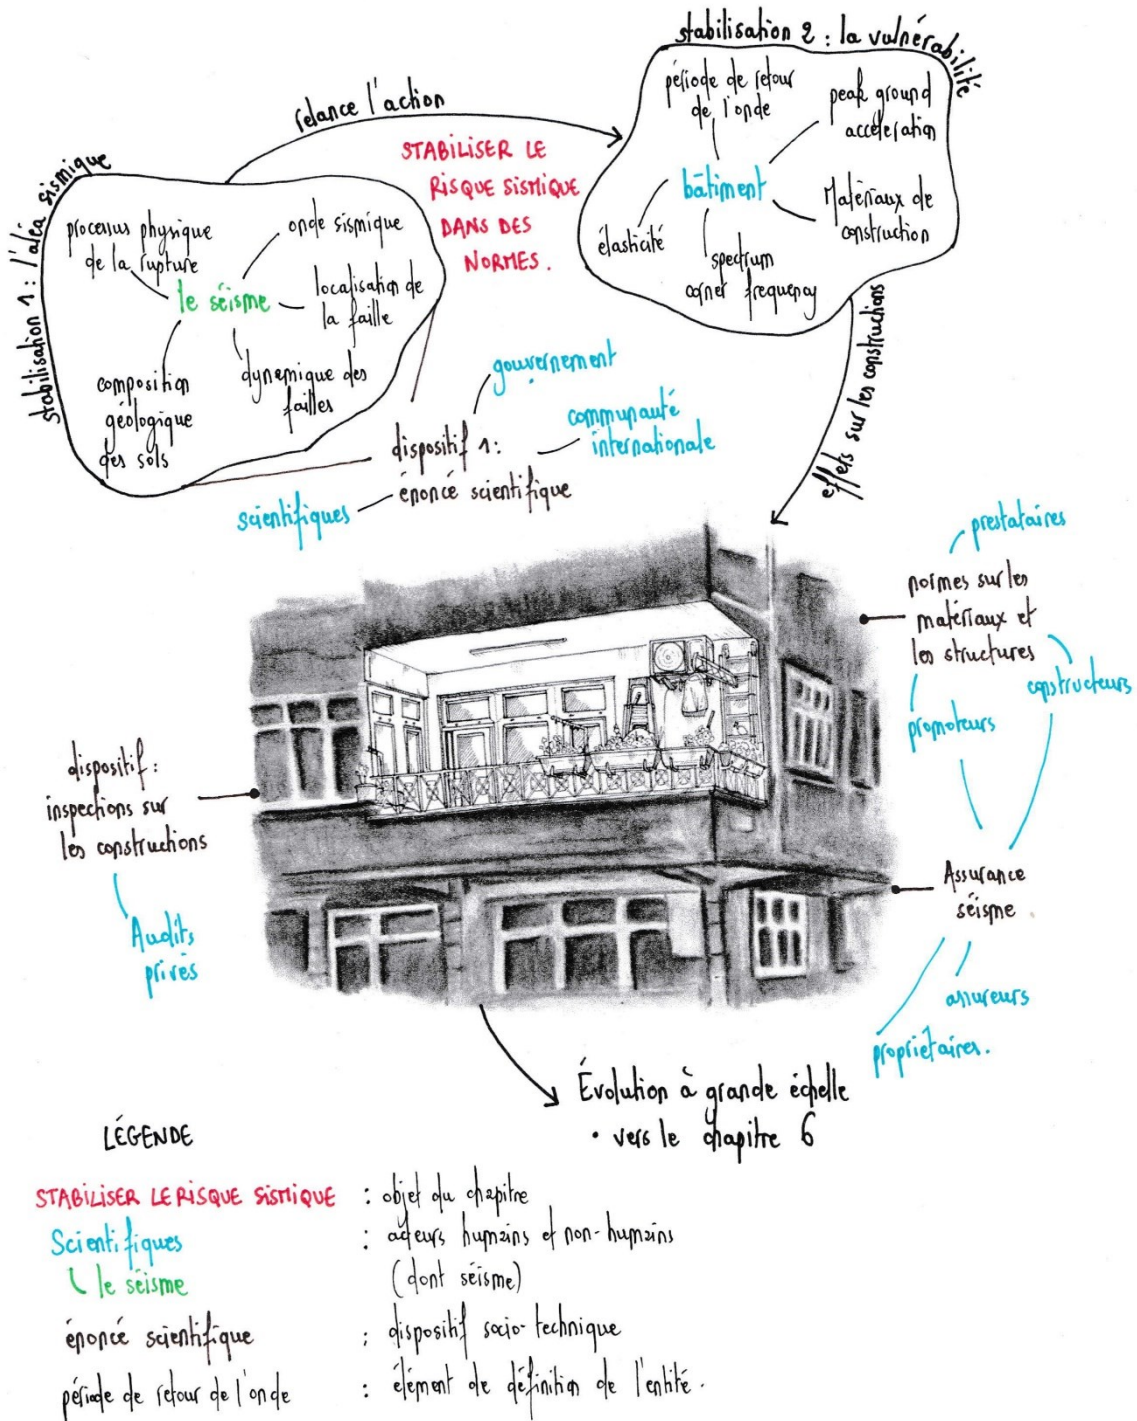 stabilisation 2 : la vulnérabilité
période de retour
de l'onde
peak ground
acceleration
bâtiment
élasticité
Matériaux de
construction
spectrum
corner frequency
relance l'action
STABILISER LE
RISQUE SISMIQUE
DANS DES
NORMES.
stabilisation 1 : l'aléa sismique
processus physique
de la rupture
onde sismique
le séisme
localisation de
la faille
composition
géologique
des sols
dynamique des
failles
effets sur les constructions
gouvernement
dispositif 1:
énoncé scientifique
communauté
internationale
scientifiques
prestataires
normes sur les
matériaux et
les structures
constructeurs
promoteurs
dispositif :
inspections sur
les constructions
Audits
privés
Assurance
séisme
assureurs
propriétaires.
Évolution à grande échelle
• vers le chapitre 6
LÉGENDE
STABILISER LE RISQUE SISMIQUE : objet du chapitre
Scientifiques : acteurs humains et non-humains
le séisme (dont séisme)
énoncé scientifique : dispositif socio-technique
période de retour de l'onde : élément de définition de l'entité.